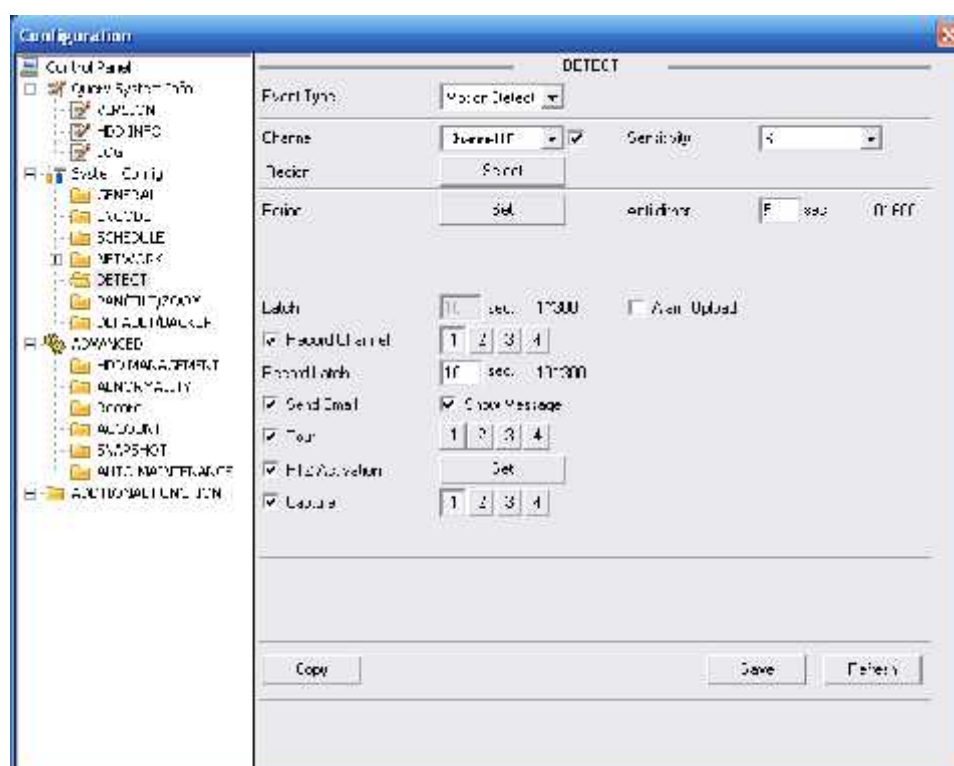 Configuration
Control Panel
Query System Info
VERSION
HDD INFO
LOG
System Config
GENERAL
ENCODE
SCHEDULE
NETWORK
DETECT
PAN/TILT/ZOOM
DEFAULT/BACKUP
ADVANCED
HDD MANAGEMENT
ABNORMALITY
Record
ACCOUNT
SNAPSHOT
AUTO MAINTENANCE
ADDITIONAL FUNCTION
DETECT
Event Type Motion Detect
Channel Sensitivity
Region Select
Period Set sec
Latch sec. Alarm Upload
Record Channel 1 2 3 4
Record Latch 10 sec. 10~300
Send Email Show Message
Tour 1 2 3 4
PTZ Activation Set
Capture 1 2 3 4
Copy Save Refresh